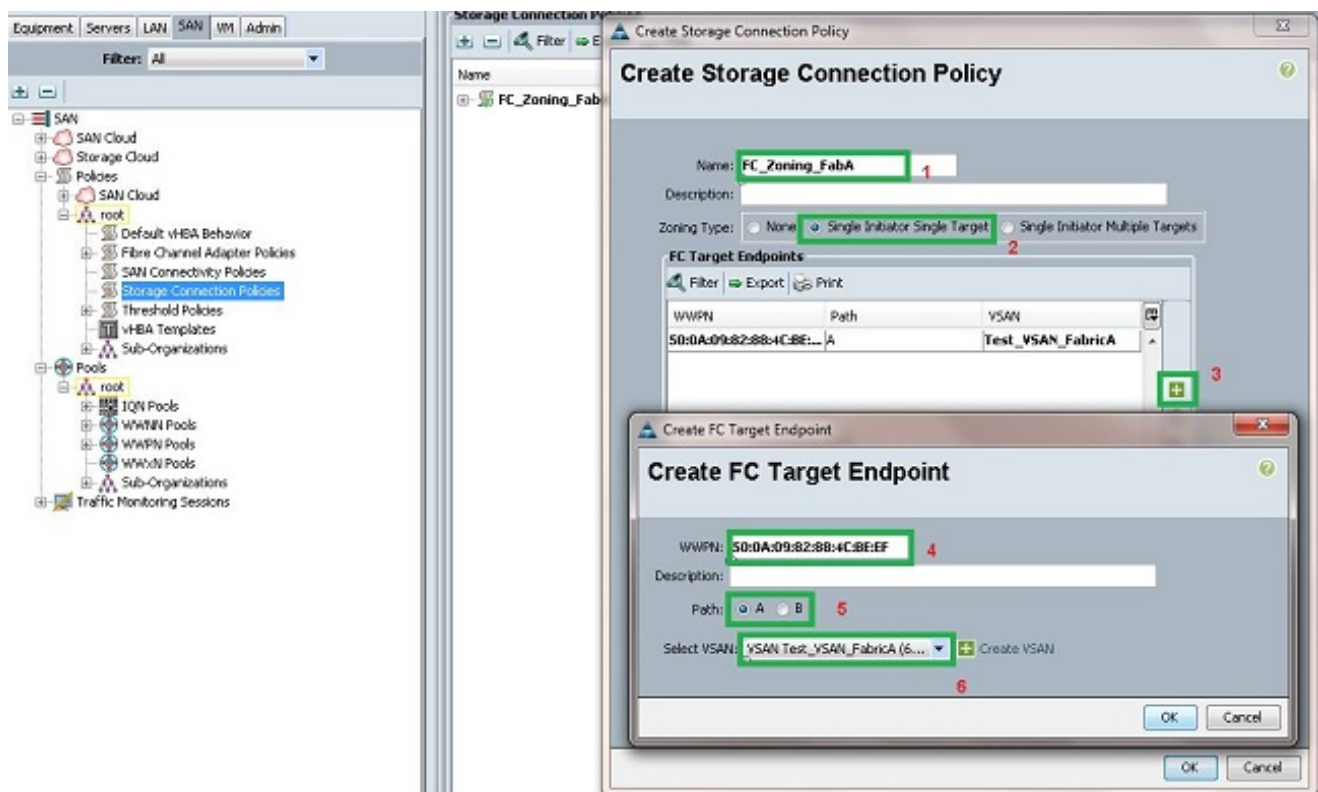 Equipment Servers LAN SAN VM Admin
Filter: All
SAN
SAN Cloud
Storage Cloud
Policies
SAN Cloud
root
Default vHBA Behavior
Fibre Channel Adapter Policies
SAN Connectivity Policies
Storage Connection Policies
Threshold Policies
vHBA Templates
Sub-Organizations
Pools
root
IQN Pools
WWNN Pools
WWPN Pools
WWxN Pools
Sub-Organizations
Traffic Monitoring Sessions
Storage Connection
Filter
Name
FC_Zoning_Fab
Create Storage Connection Policy
Create Storage Connection Policy
Name: FC_Zoning_FabA 1
Description:
Zoning Type: None Single Initiator Single Target Single Initiator Multiple Targets
2
FC Target Endpoints
Filter Export Print
WWPN Path VSAN
50:0A:09:82:88:4C:BE:... A Test_VSAN_FabricA
3
Create FC Target Endpoint
Create FC Target Endpoint
WWPN: 50:0A:09:82:88:4C:BE:EF 4
Description:
Path: A B 5
Select VSAN: VSAN Test_VSAN_FabricA (6... Create VSAN
6
OK Cancel
OK Cancel